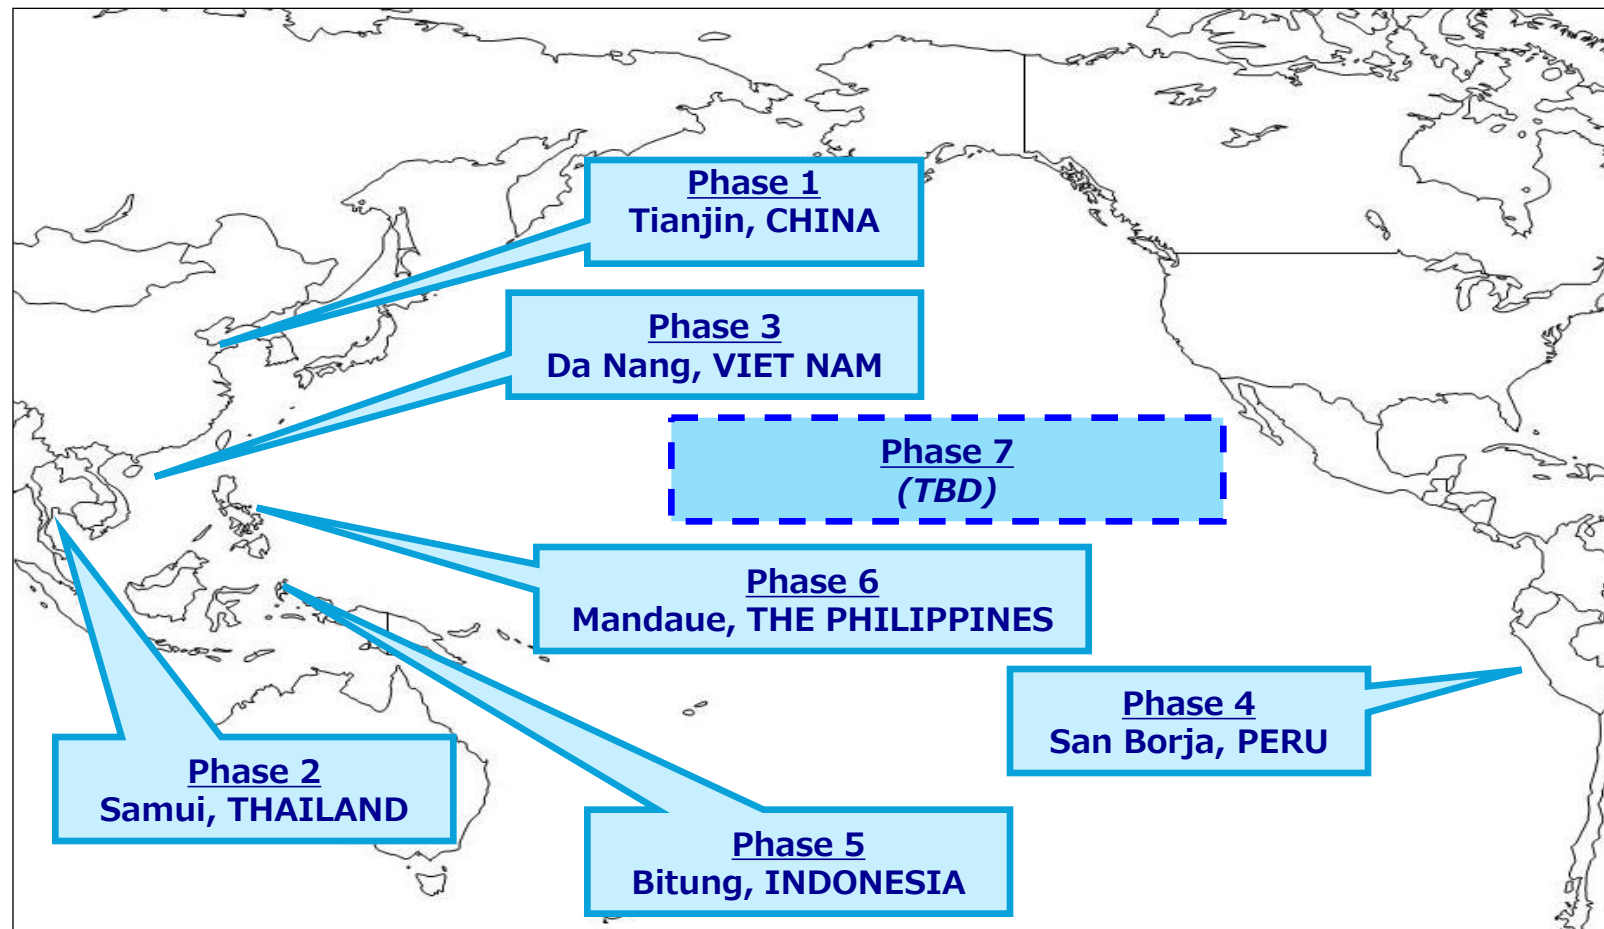 Phase 1
Tianjin, CHINA
Phase 3
Da Nang, VIET NAM
Phase 7
(TBD)
Phase 6
Mandaue, THE PHILIPPINES
Phase 4
San Borja, PERU
Phase 2
Samui, THAILAND
Phase 5
Bitung, INDONESIA